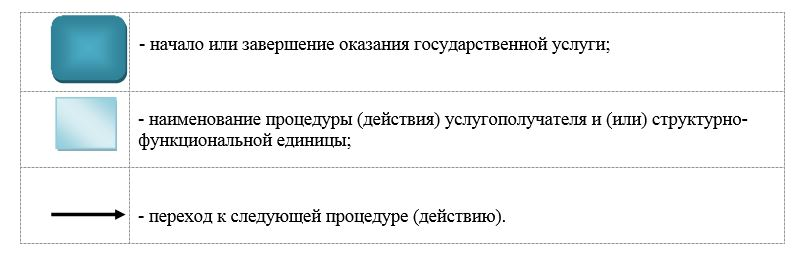 - начало или завершение оказания государственной услуги;
- наименование процедуры (действия) услугополучателя и (или) структурно-
функциональной единицы;
- переход к следующей процедуре (действию).